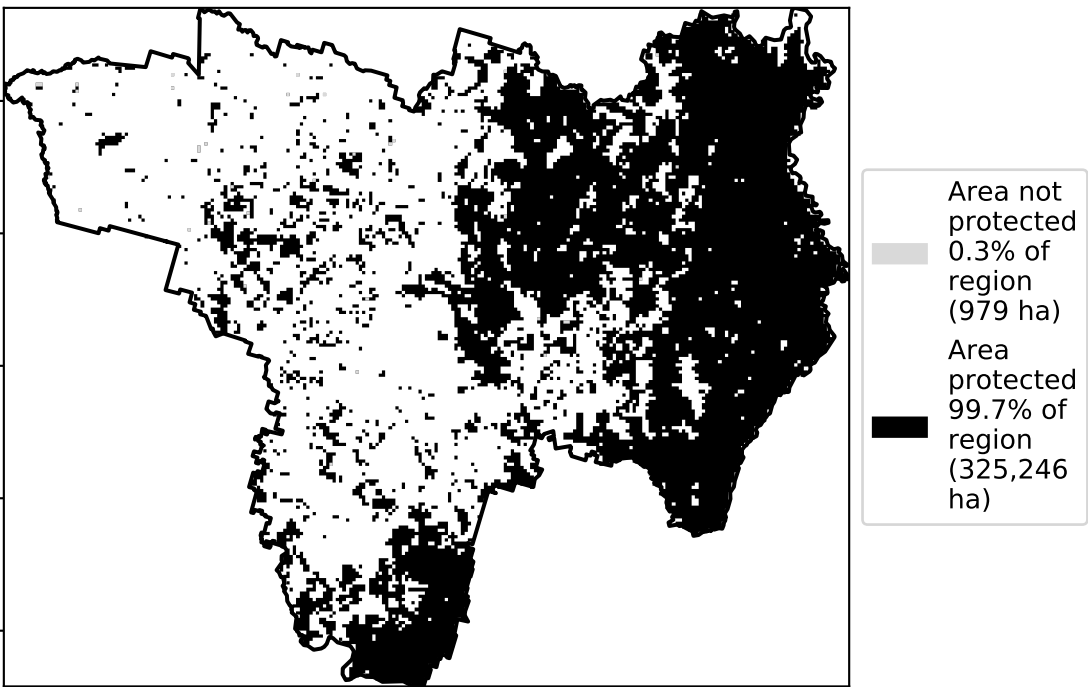 Area not
protected
0.3% of
region
(979 ha)
Area
protected
99.7% of
region
(325,246
ha)